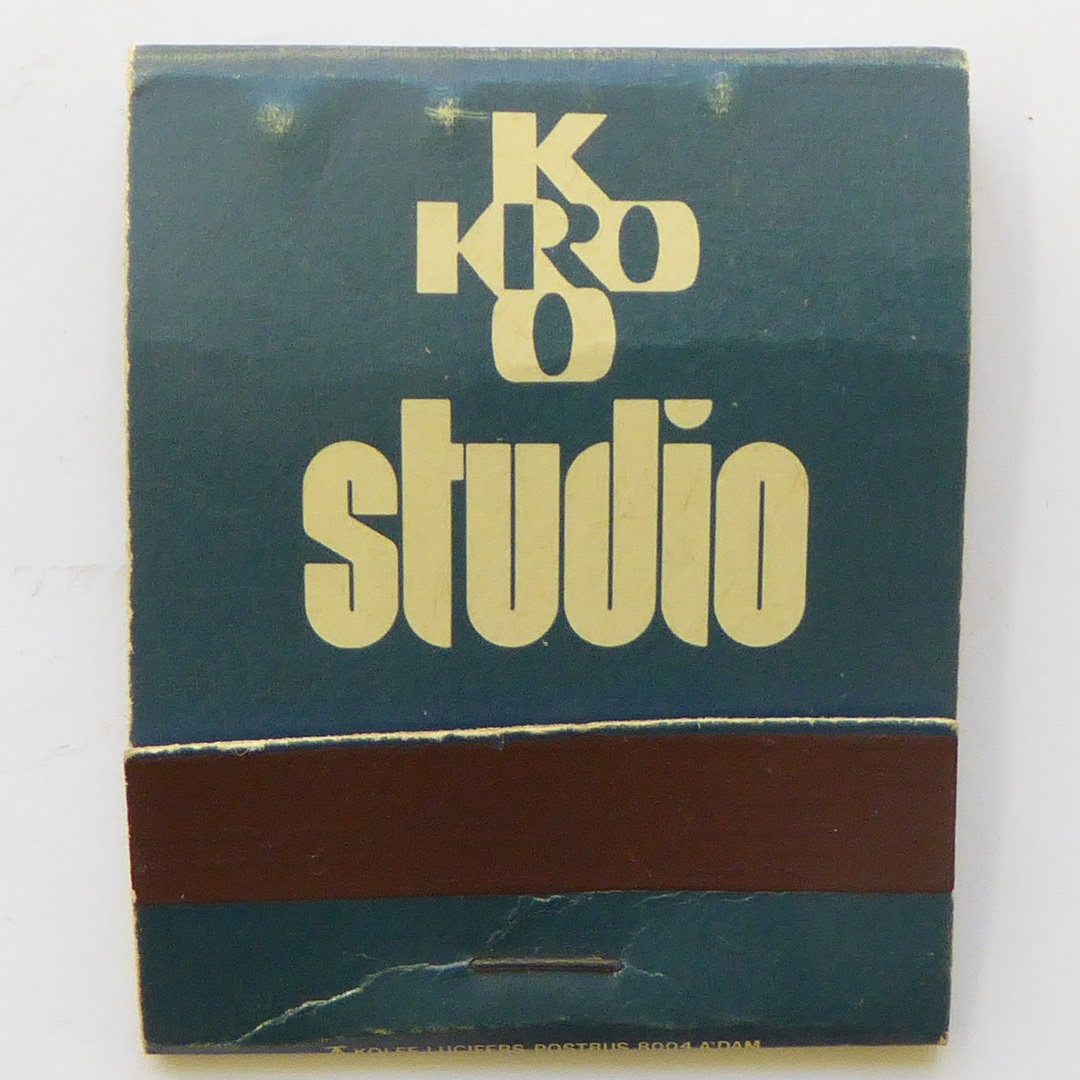 K
KRO
O
studio
KOLFF LUCIFERS POSTBUS 8004 A'DAM